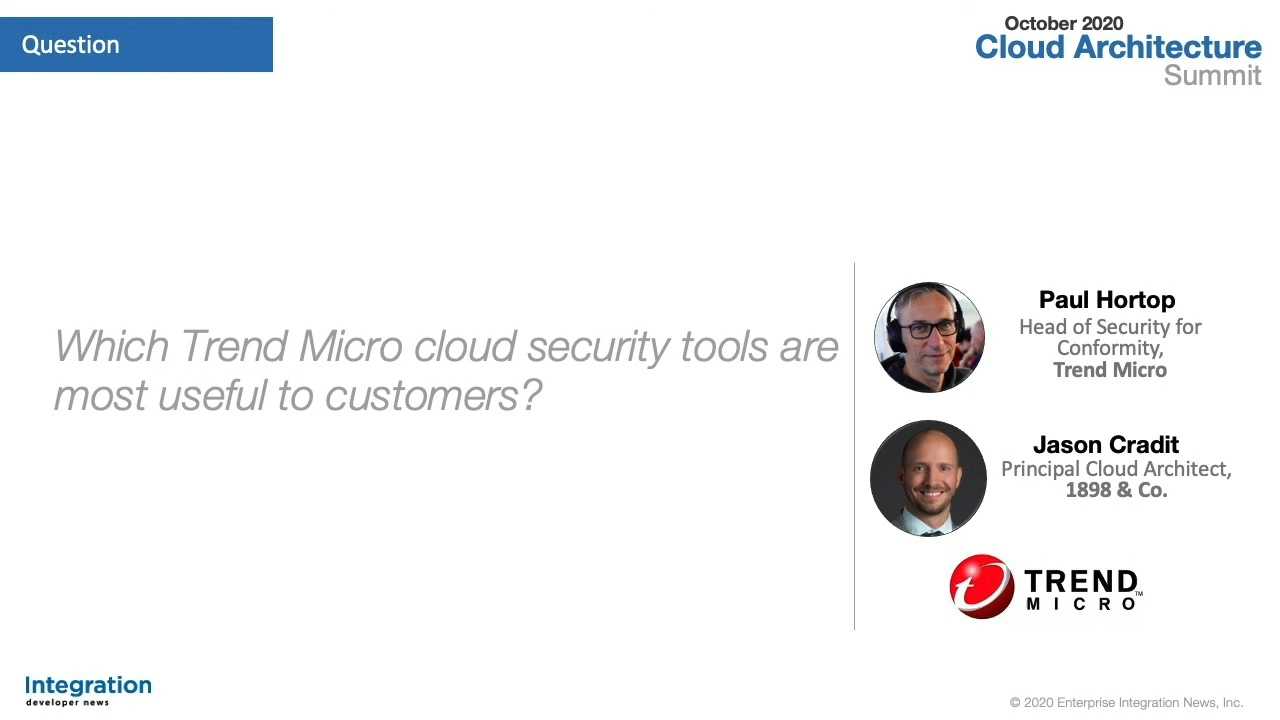 Question
October 2020
Cloud Architecture
Summit
Which Trend Micro cloud security tools are
most useful to customers?
Paul Hortop
Head of Security for
Conformity,
Trend Micro
Jason Cradit
Principal Cloud Architect,
1898 & Co.
TREND
MICRO™
Integration
developer news
© 2020 Enterprise Integration News, Inc.